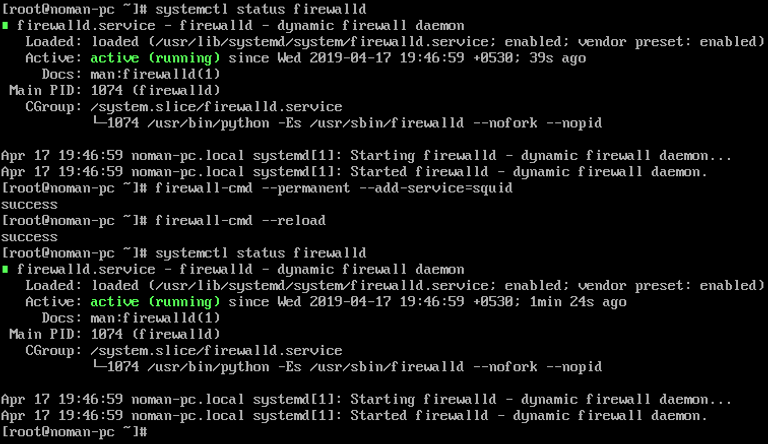 [root@noman-pc ~]# systemctl status firewalld
▮ firewalld.service - firewalld - dynamic firewall daemon
   Loaded: loaded (/usr/lib/systemd/system/firewalld.service; enabled; vendor preset: enabled)
   Active: active (running) since Wed 2019-04-17 19:46:59 +0530; 39s ago
     Docs: man:firewalld(1)
 Main PID: 1074 (firewalld)
   CGroup: /system.slice/firewalld.service
           └─1074 /usr/bin/python -Es /usr/sbin/firewalld --nofork --nopid

Apr 17 19:46:59 noman-pc.local systemd[1]: Starting firewalld - dynamic firewall daemon...
Apr 17 19:46:59 noman-pc.local systemd[1]: Started firewalld - dynamic firewall daemon.
[root@noman-pc ~]# firewall-cmd --permanent --add-service=squid
success
[root@noman-pc ~]# firewall-cmd --reload
success
[root@noman-pc ~]# systemctl status firewalld
▮ firewalld.service - firewalld - dynamic firewall daemon
   Loaded: loaded (/usr/lib/systemd/system/firewalld.service; enabled; vendor preset: enabled)
   Active: active (running) since Wed 2019-04-17 19:46:59 +0530; 1min 24s ago
     Docs: man:firewalld(1)
 Main PID: 1074 (firewalld)
   CGroup: /system.slice/firewalld.service
           └─1074 /usr/bin/python -Es /usr/sbin/firewalld --nofork --nopid

Apr 17 19:46:59 noman-pc.local systemd[1]: Starting firewalld - dynamic firewall daemon...
Apr 17 19:46:59 noman-pc.local systemd[1]: Started firewalld - dynamic firewall daemon.
[root@noman-pc ~]#